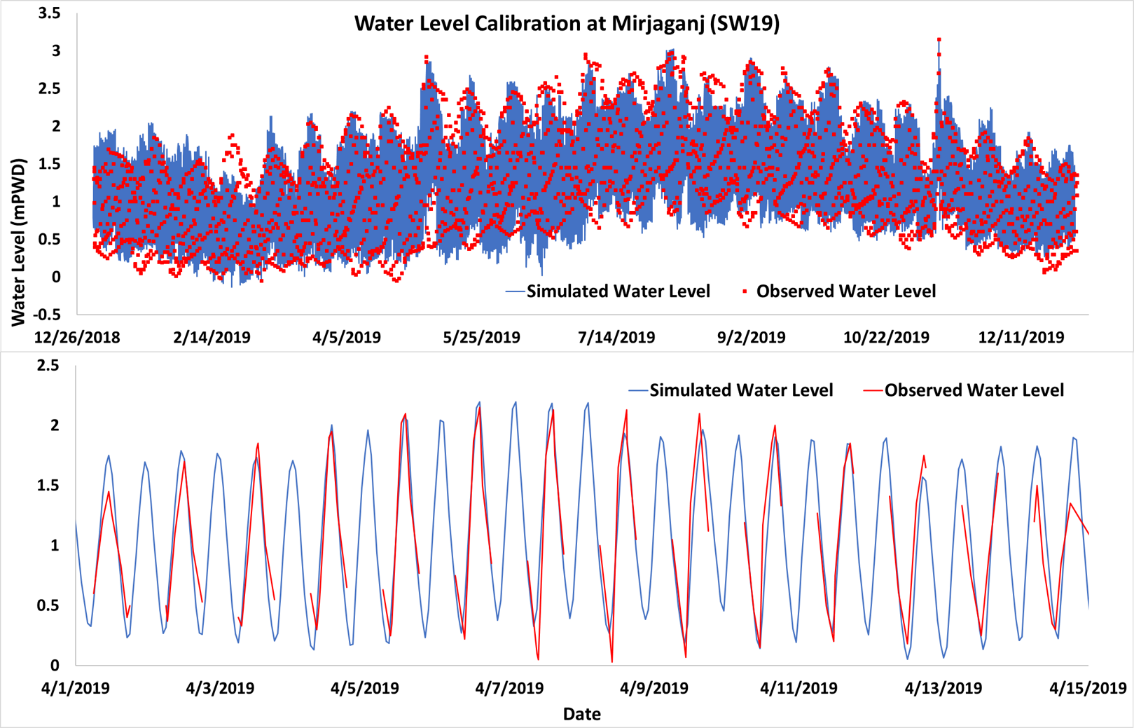 Water Level Calibration at Mirjaganj (SW19)
Water Level (mPWD)
3.5
3
2.5
2
1.5
1
0.5
0
-0.5
Simulated Water Level Observed Water Level
12/26/2018 2/14/2019 4/5/2019 5/25/2019 7/14/2019 9/2/2019 10/22/2019 12/11/2019
2.5
2
1.5
1
0.5
0
Simulated Water Level Observed Water Level
4/1/2019 4/3/2019 4/5/2019 4/7/2019 4/9/2019 4/11/2019 4/13/2019 4/15/2019
Date